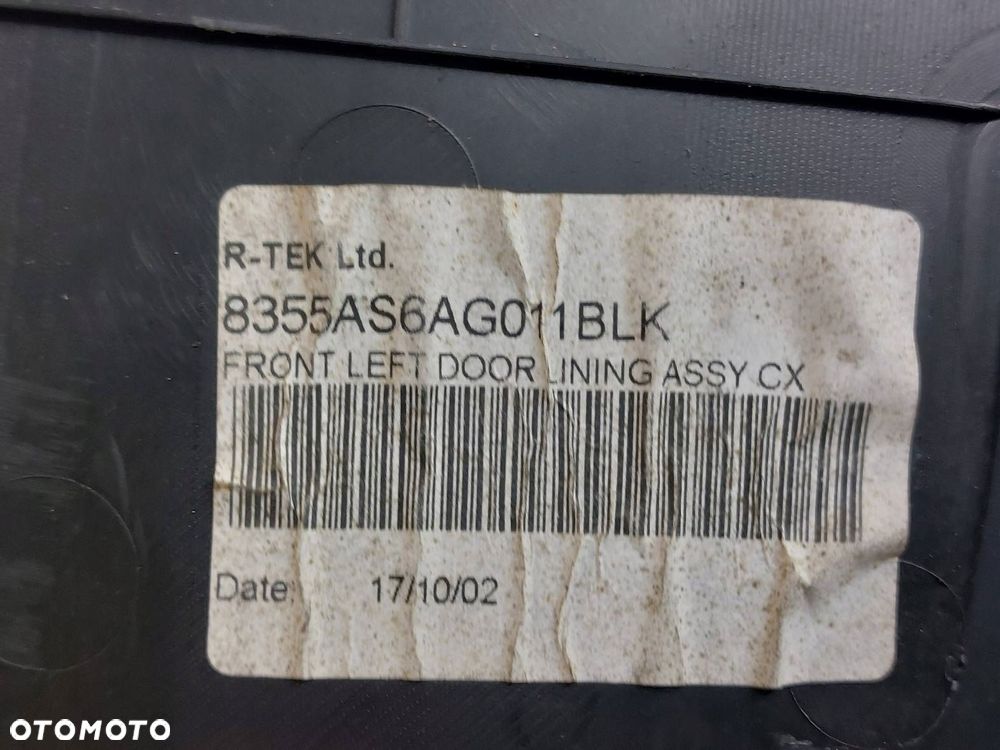 R-TEK Ltd.
8355AS6AG011BLK
FRONT LEFT DOOR LINING ASSY CX
Date: 17/10/02
OTOMOTO